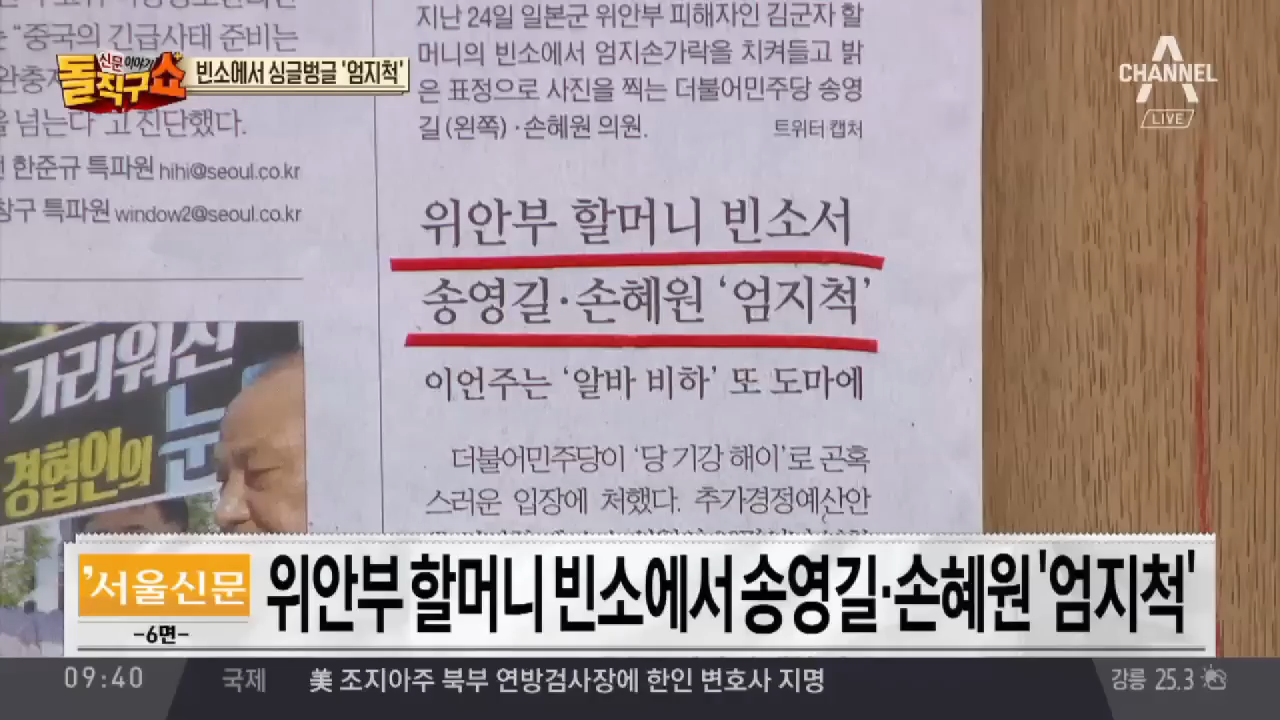 는 “중국의 긴급사태 준비는
을 넘는다”고 진단했다.
한준규 특파원 hihi@seoul.co.kr
특파원 window2@seoul.co.kr
신문이야기
돌직구쇼
빈소에서 싱글벙글 '엄지척'
CHANNEL A
LIVE
지난 24일 일본군 위안부 피해자인 김군자 할
머니의 빈소에서 엄지손가락을 치켜들고 밝
은 표정으로 사진을 찍는 더불어민주당 송영
길(왼쪽)·손혜원 의원.
트위터 캡처
위안부 할머니 빈소서
송영길·손혜원 ‘엄지척’
이언주는 ‘알바 비하’ 또 도마에
더불어민주당이 ‘당 기강 해이’로 곤혹
스러운 입장에 처했다. 추가경정예산안
가리워진
눈
경협인의
'서울신문
-6면-
위안부 할머니 빈소에서 송영길·손혜원 '엄지척'
09:40
국제
美 조지아주 북부 연방검사장에 한인 변호사 지명
강릉 25.3